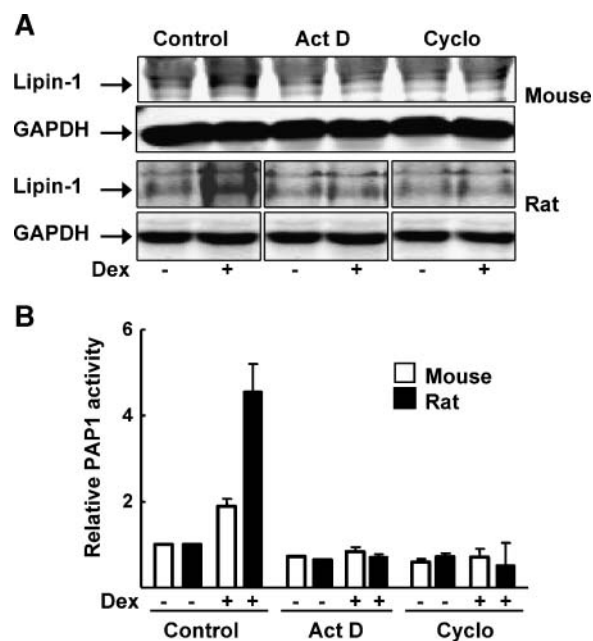 A
Control Act D Cyclo
Lipin-1
Mouse
GAPDH
Lipin-1
Rat
GAPDH
Dex - + - + - +
B
Relative PAP1 activity
6
4
2
Mouse
Rat
Dex - - + + - - + + - - + +
Control Act D Cyclo